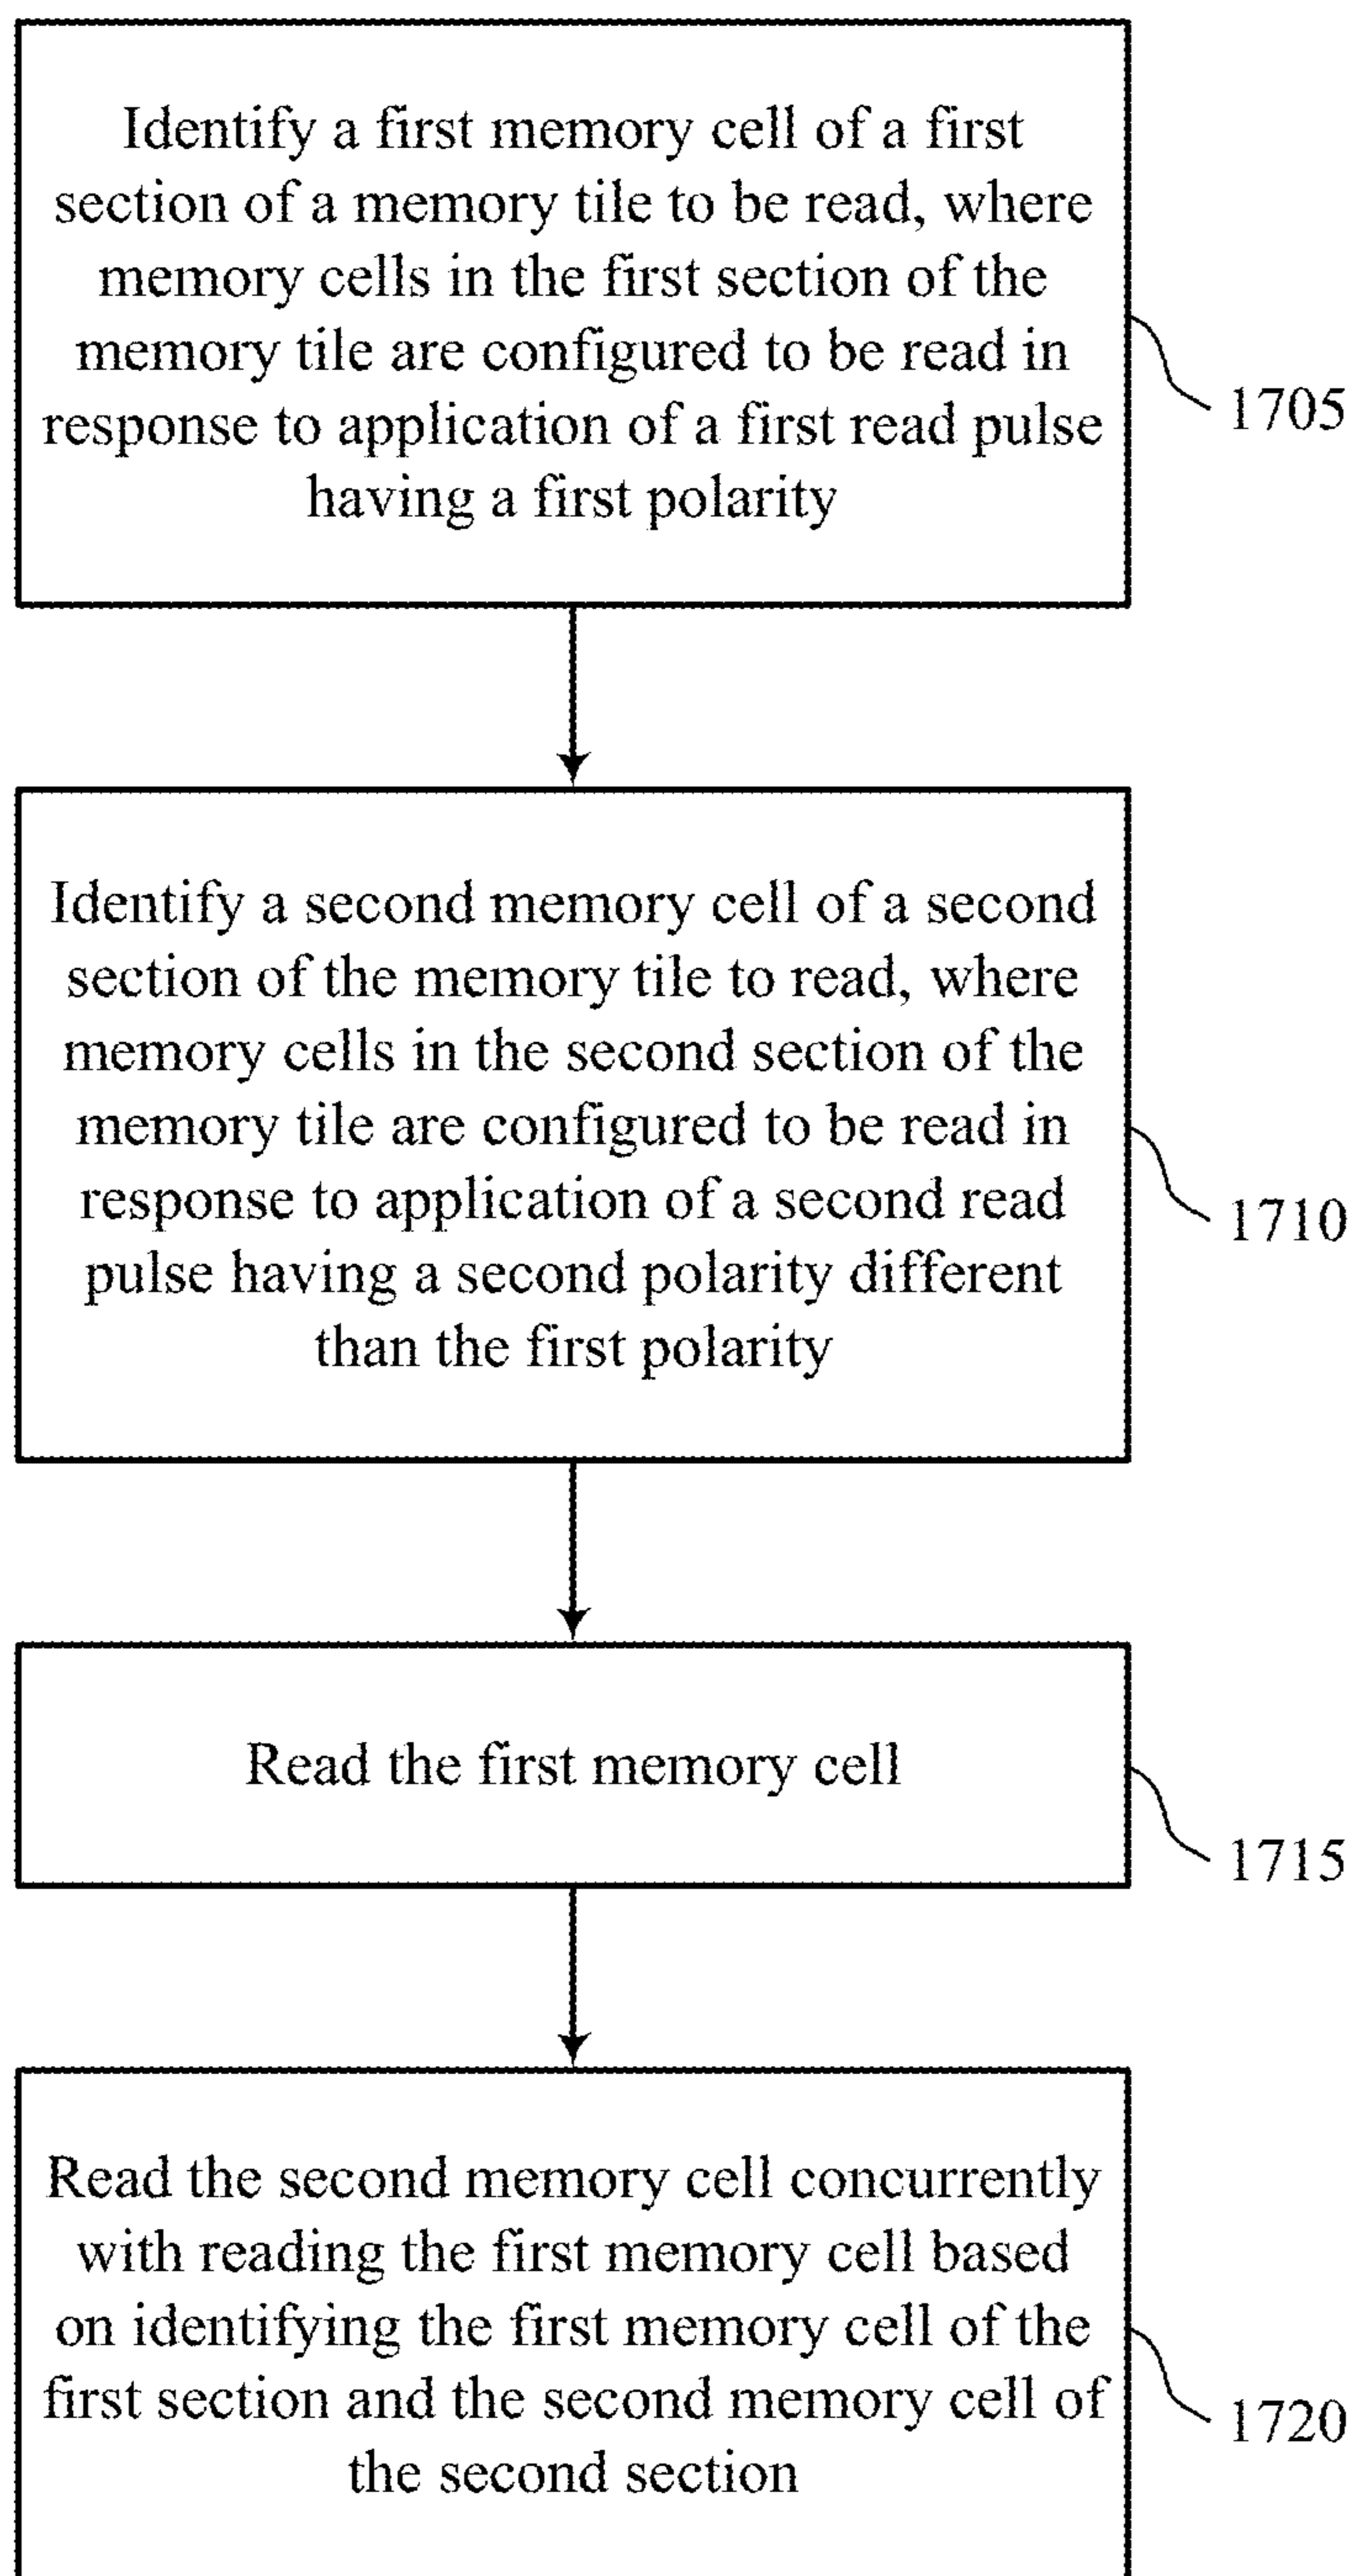 Identify a first memory cell of a first
section of a memory tile to be read, where
memory cells in the first section of the
memory tile are configured to be read in
response to application of a first read pulse
having a first polarity
1705
Identify a second memory cell of a second
section of the memory tile to read, where
memory cells in the second section of the
memory tile are configured to be read in
response to application of a second read
pulse having a second polarity different
than the first polarity
1710
Read the first memory cell
1715
Read the second memory cell concurrently
with reading the first memory cell based
on identifying the first memory cell of the
first section and the second memory cell of
the second section
1720